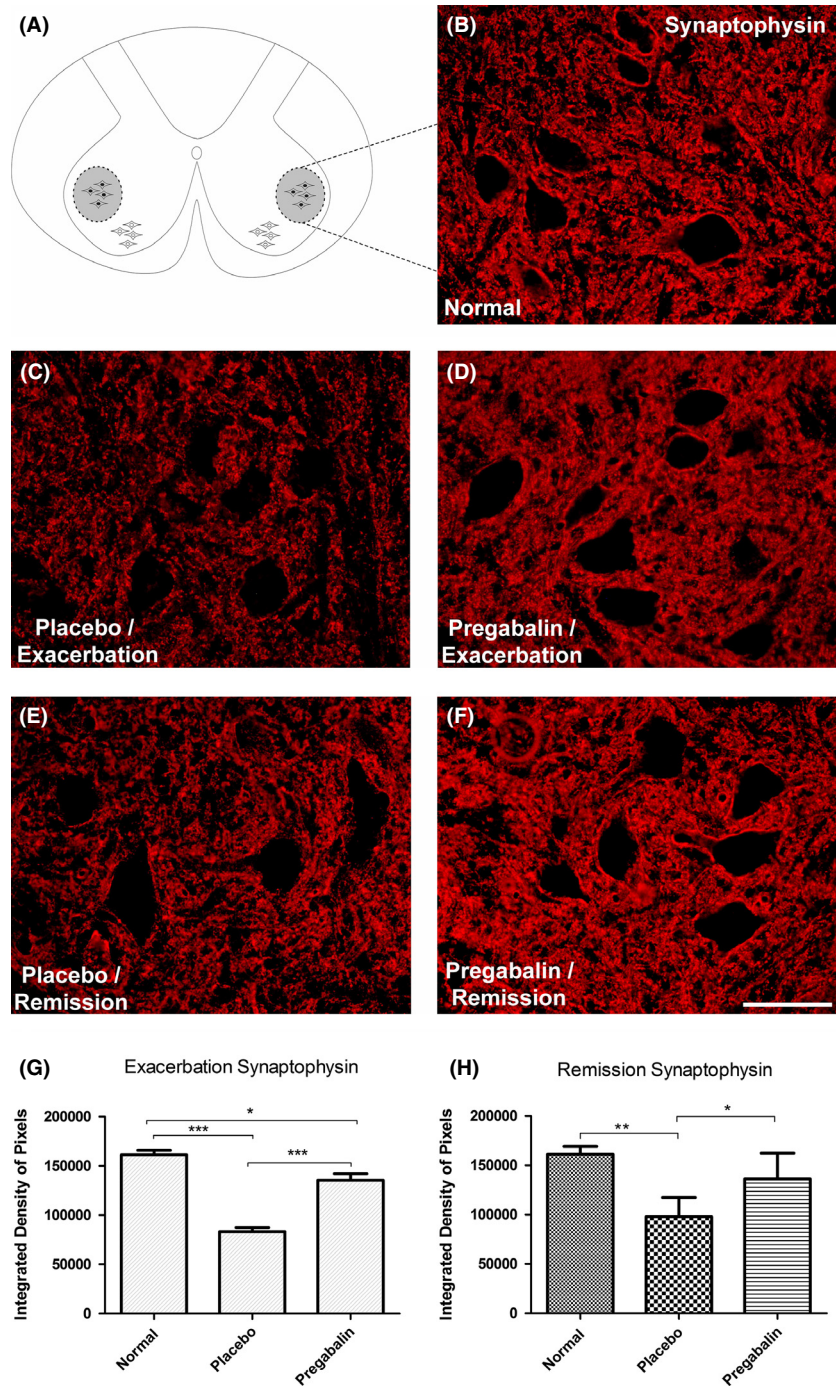 (A)
(B)
Synaptophysin
Normal
(C)
Placebo /
Exacerbation
(D)
Pregabalin /
Exacerbation
(E)
Placebo /
Remission
(F)
Pregabalin /
Remission
(G)
Exacerbation Synaptophysin
Integrated Density of Pixels
200000
150000
100000
50000
0
*
***
***
Normal
Placebo
Pregabalin
(H)
Remission Synaptophysin
Integrated Density of Pixels
200000
150000
100000
50000
0
**
*
Normal
Placebo
Pregabalin